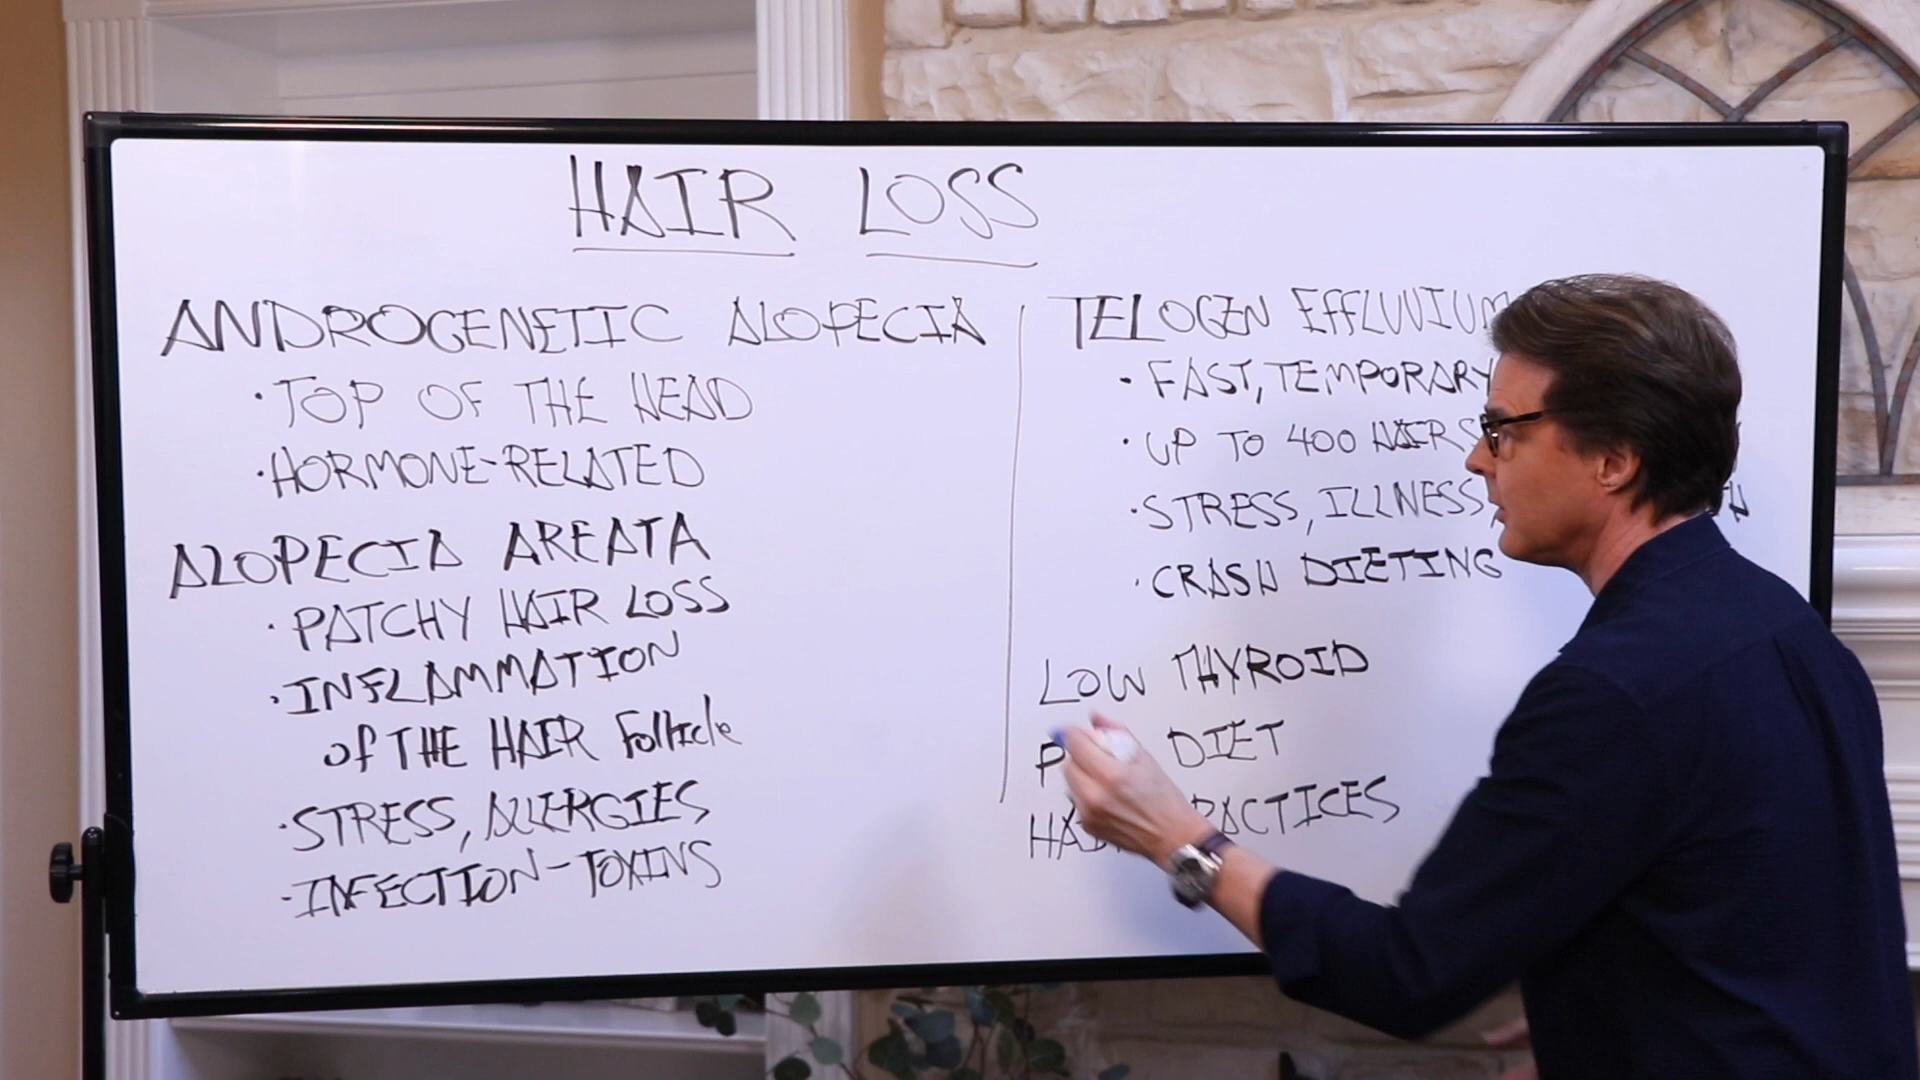 HAIR LOSS
ANDROGENETIC ALOPECIA
· TOP OF THE HEAD
· HORMONE-RELATED
ALOPECIA AREATA
· PATCHY HAIR LOSS
· INFLAMMATION
of THE HAIR Follicle
· STRESS, ALLERGIES
· INFECTION - TOXINS
TELOGEN EFFLUVIUM
· FAST, TEMPORARY
· UP TO 400 HAIRS
· STRESS, ILLNESS,
· CRASH DIETING
LOW THYROID
DIET